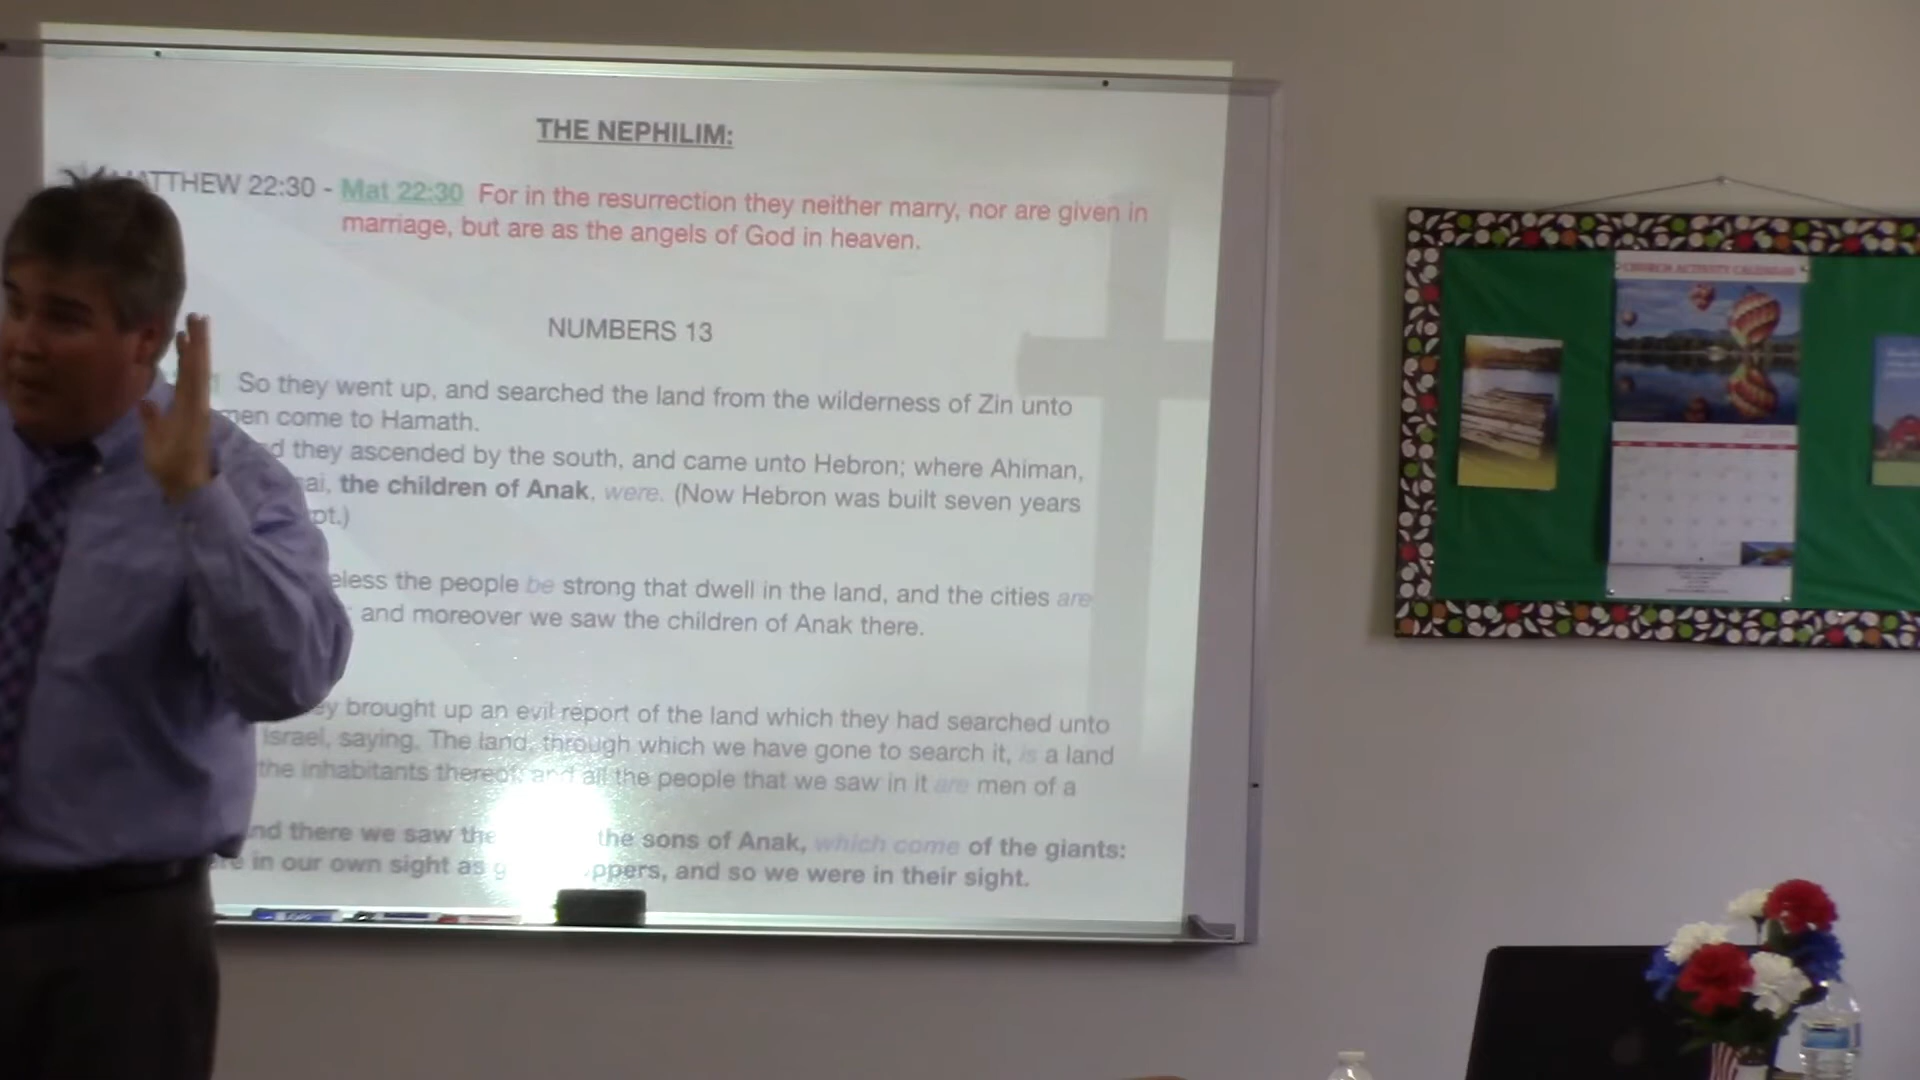 THE NEPHILIM:
MATTHEW 22:30 - Mat 22:30 For in the resurrection they neither marry, nor are given in
marriage, but are as the angels of God in heaven.
NUMBERS 13
So they went up, and searched the land from the wilderness of Zin unto
men come to Hamath.
they ascended by the south, and came unto Hebron; where Ahiman,
the children of Anak, were. (Now Hebron was built seven years
the people be strong that dwell in the land, and the cities are
and moreover we saw the children of Anak there.
brought up an evil report of the land which they had searched unto
Israel, saying, The land, through which we have gone to search it, is a land
the inhabitants thereof; and all the people that we saw in it are men of a
there we saw the the sons of Anak, which come of the giants:
in our own sight as and so we were in their sight.
CHURCH ACTIVITY CALENDAR